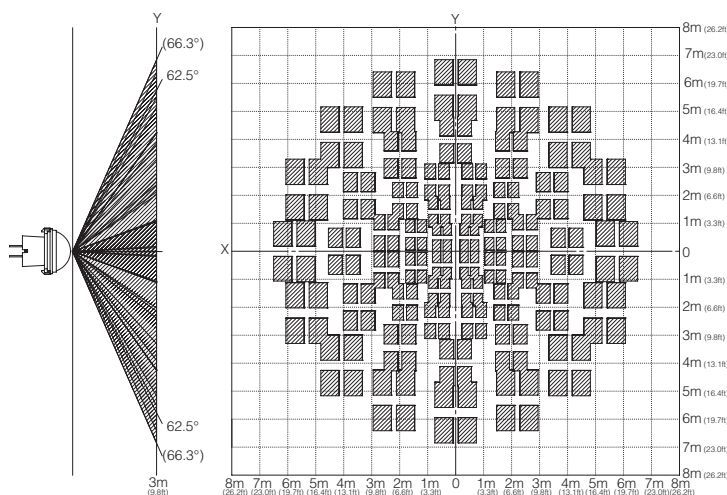 Y
(66.3°)
62.5°
62.5°
(66.3°)
3m
(9.8ft)
Y
X
8m (26.2ft)
7m (23.0ft)
6m (19.7ft)
5m (16.4ft)
4m (13.1ft)
3m (9.8ft)
2m (6.6ft)
1m (3.3ft)
0
1m (3.3ft)
2m (6.6ft)
3m (9.8ft)
4m (13.1ft)
5m (16.4ft)
6m (19.7ft)
7m (23.0ft)
8m (26.2ft)
8m 7m 6m 5m 4m 3m 2m 1m 0 1m 2m 3m 4m 5m 6m 7m 8m
(26.2ft) (23.0ft) (19.7ft) (16.4ft) (13.1ft) (9.8ft) (6.6ft) (3.3ft) (3.3ft) (6.6ft) (9.8ft) (13.1ft) (16.4ft) (19.7ft) (23.0ft) (26.2ft)